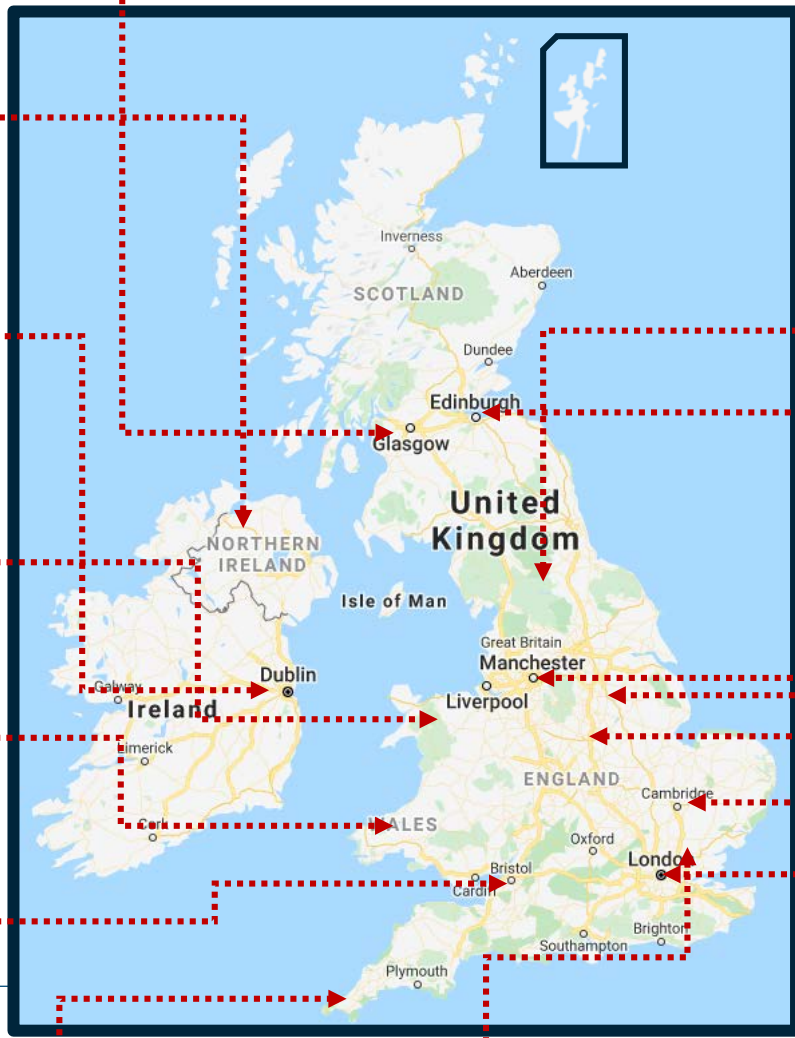 Inverness
Aberdeen
SCOTLAND
Dundee
Edinburgh
Glasgow
United
Kingdom
NORTHERN
IRELAND
Isle of Man
Great Britain
Manchester
Dublin
Galway
Liverpool
Ireland
Limerick
ENGLAND
Cambridge
Cork
WALES
Oxford
London
Bristol
Cardiff
Brighton
Southampton
Plymouth